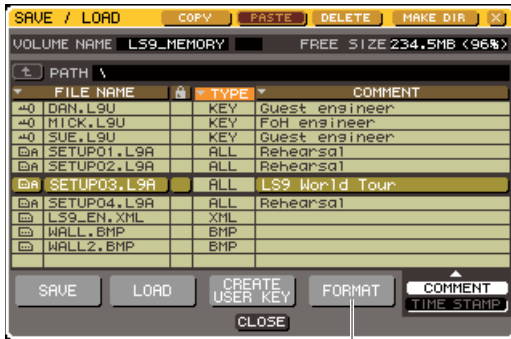 SAVE / LOAD COPY PASTE DELETE MAKE DIR X
VOLUME NAME LS9_MEMORY FREE SIZE 234.5MB (96%)
PATH \
FILE NAME TYPE COMMENT
DAN.L9U KEY Guest engineer
MICK.L9U KEY FoH engineer
SUE.L9U KEY Guest engineer
SETUP01.L9A ALL Rehearsal
SETUP02.L9A ALL Rehearsal
SETUP03.L9A ALL LS9 World Tour
SETUP04.L9A ALL Rehearsal
LS9_EN.XML XML
WALL.BMP BMP
WALL2.BMP BMP
SAVE LOAD CREATE USER KEY FORMAT COMMENT
TIME STAMP
CLOSE